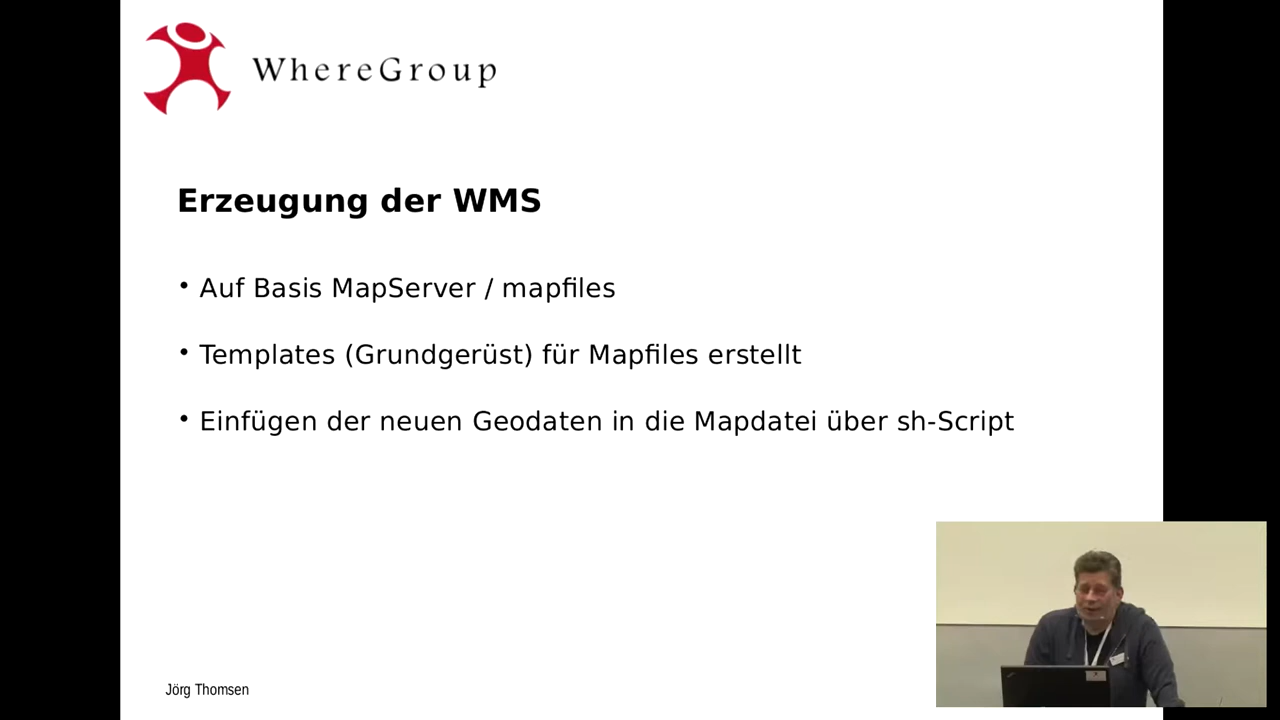 WhereGroup
Erzeugung der WMS
• Auf Basis MapServer / mapfiles
• Templates (Grundgerüst) für Mapfiles erstellt
• Einfügen der neuen Geodaten in die Mapdatei über sh-Script
Jörg Thomsen